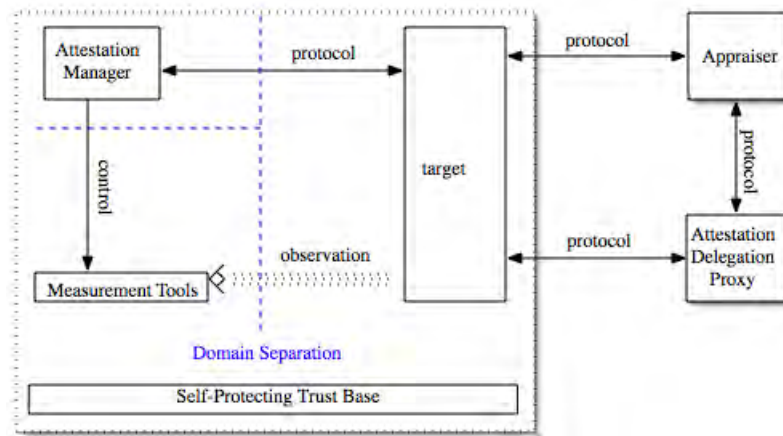 Attestation
Manager
protocol
target
protocol
Appraiser
control
protocol
observation
Measurement Tools
protocol
Attestation
Delegation
Proxy
Domain Separation
Self-Protecting Trust Base